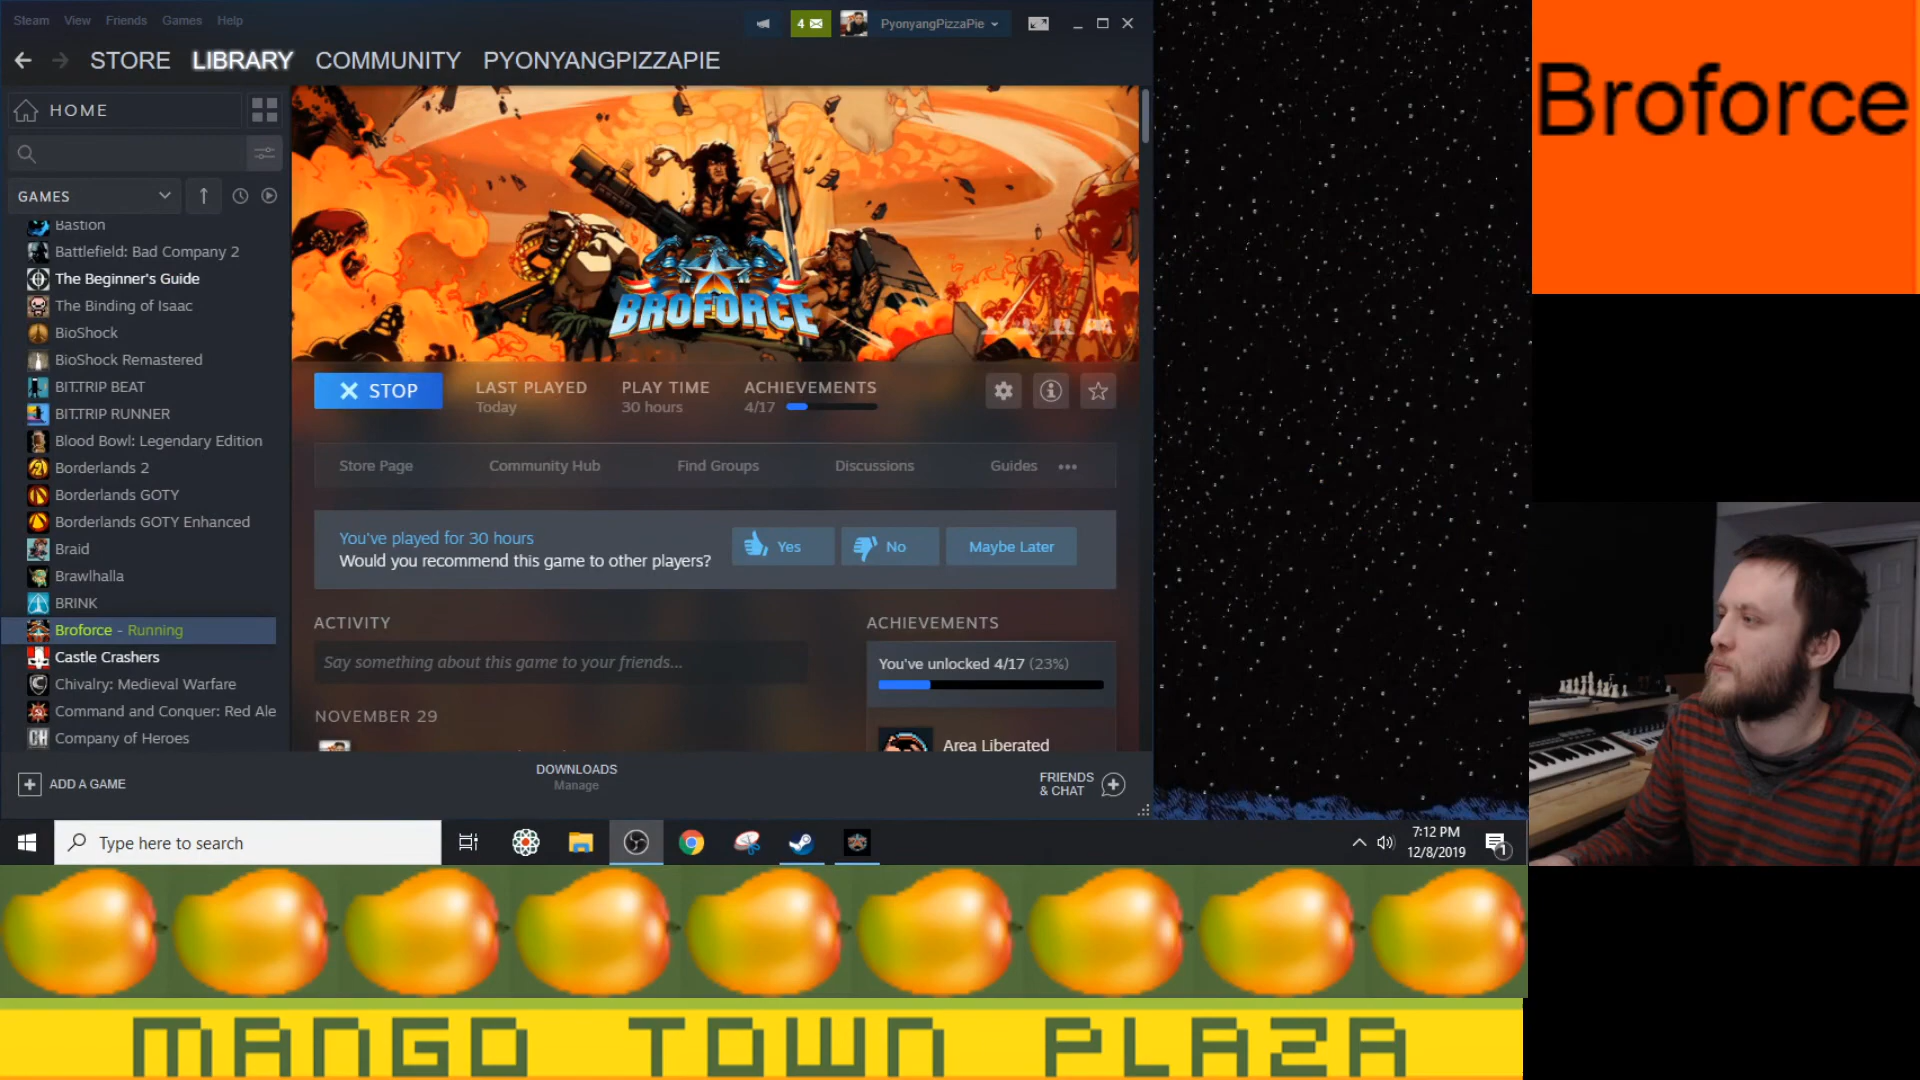 Steam View Friends Games Help
4
PyonyangPizzaPie
STORE LIBRARY COMMUNITY PYONYANGPIZZAPIE
HOME
GAMES
Bastion
Battlefield: Bad Company 2
The Beginner's Guide
The Binding of Isaac
BioShock
BioShock Remastered
BIT.TRIP BEAT
BIT.TRIP RUNNER
Blood Bowl: Legendary Edition
Borderlands 2
Borderlands GOTY
Borderlands GOTY Enhanced
Braid
Brawlhalla
BRINK
Broforce - Running
Castle Crashers
Chivalry: Medieval Warfare
Command and Conquer: Red Ale
Company of Heroes
ADD A GAME
BROFORCE
STOP
LAST PLAYED
Today
PLAY TIME
30 hours
ACHIEVEMENTS
4/17
Store Page Community Hub Find Groups Discussions Guides
You've played for 30 hours
Would you recommend this game to other players?
Yes No Maybe Later
ACTIVITY
Say something about this game to your friends...
NOVEMBER 29
ACHIEVEMENTS
You've unlocked 4/17 (23%)
Area Liberated
DOWNLOADS
Manage
FRIENDS
& CHAT
Type here to search
7:12 PM
12/8/2019
1
Broforce
MANGO TOWN PLAZA